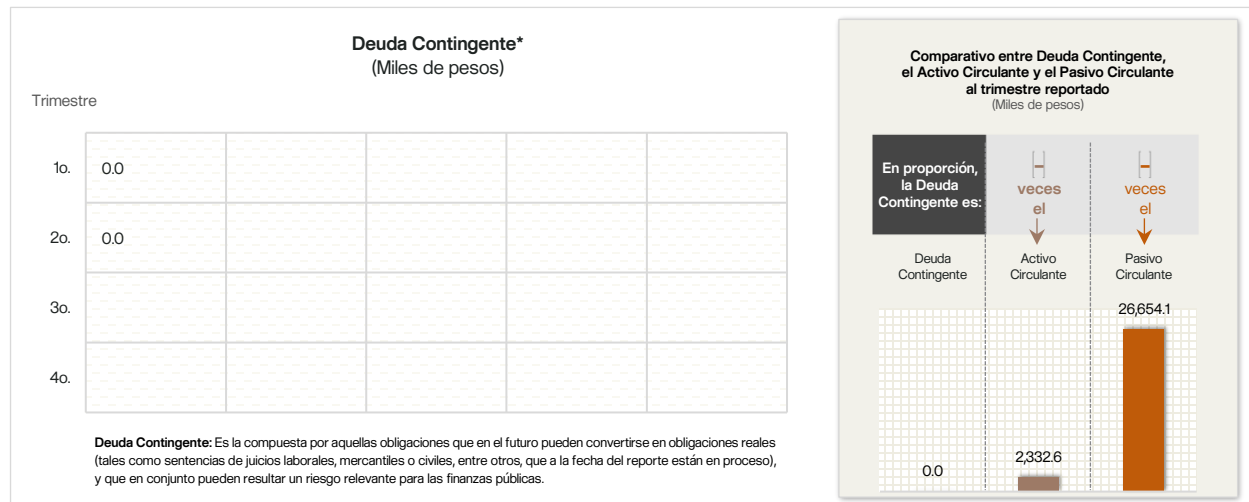 Deuda Contingente*
(Miles de pesos)
Trimestre
1o. 0.0
2o. 0.0
3o.
4o.
Deuda Contingente: Es la compuesta por aquellas obligaciones que en el futuro pueden convertirse en obligaciones reales
(tales como sentencias de juicios laborales, mercantiles o civiles, entre otros, que a la fecha del reporte están en proceso),
y que en conjunto pueden resultar un riesgo relevante para las finanzas públicas.
Comparativo entre Deuda Contingente,
el Activo Circulante y el Pasivo Circulante
al trimestre reportado
(Miles de pesos)
En proporción,
la Deuda
Contingente es:
-
veces
el
-
veces
el
Deuda
Contingente
Activo
Circulante
Pasivo
Circulante
0.0
2,332.6
26,654.1